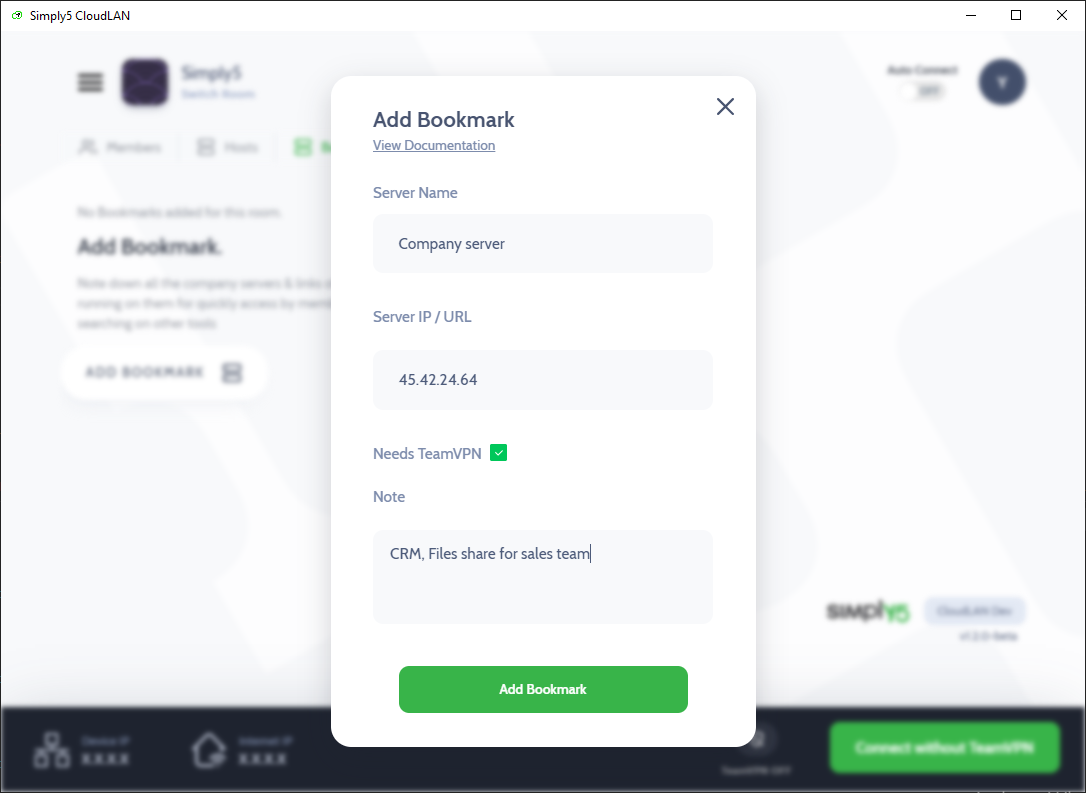 Simply5 CloudLAN
Simply5
Switch Room
Auto Connect
OFF
Y
Members
Hosts
No Bookmarks added for this room.
Add Bookmark.
Note down all the company servers & links
running on them for quickly access by
searching on other tools
ADD BOOKMARK
Add Bookmark
View Documentation
Server Name
Company server
Server IP / URL
45.42.24.64
Needs TeamVPN
Note
CRM, Files share for sales team
Add Bookmark
simply5
CloudLAN Dev
v1.2.0-beta
Device IP
X.X.X.X
Internet IP
X.X.X.X
TeamVPN OFF
Connect without TeamVPN